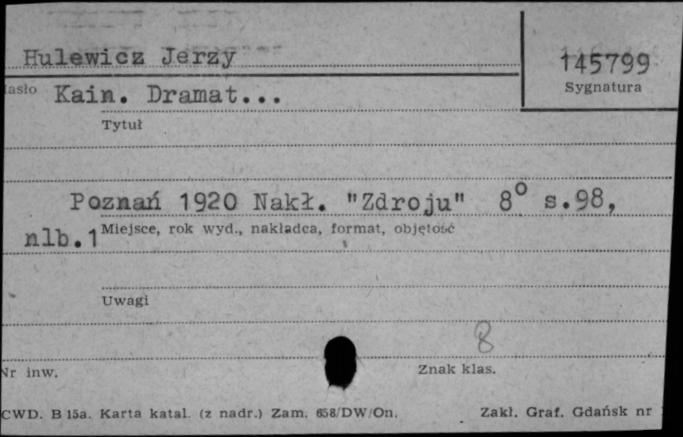 Hulewicz Jerzy
145799
Sygnatura
Kain. Dramat...
Tytuł
Poznań 1920 Nakł. "Zdroju" 8° s.98,
nlb.1
Miejsce, rok wyd., nakładca, format, objętość
Uwagi
8
Nr inw.
Znak klas.
CWD. B 15a. Karta katal. (z nadr.) Zam. 658/DW/On. Zakł. Graf. Gdańsk nr